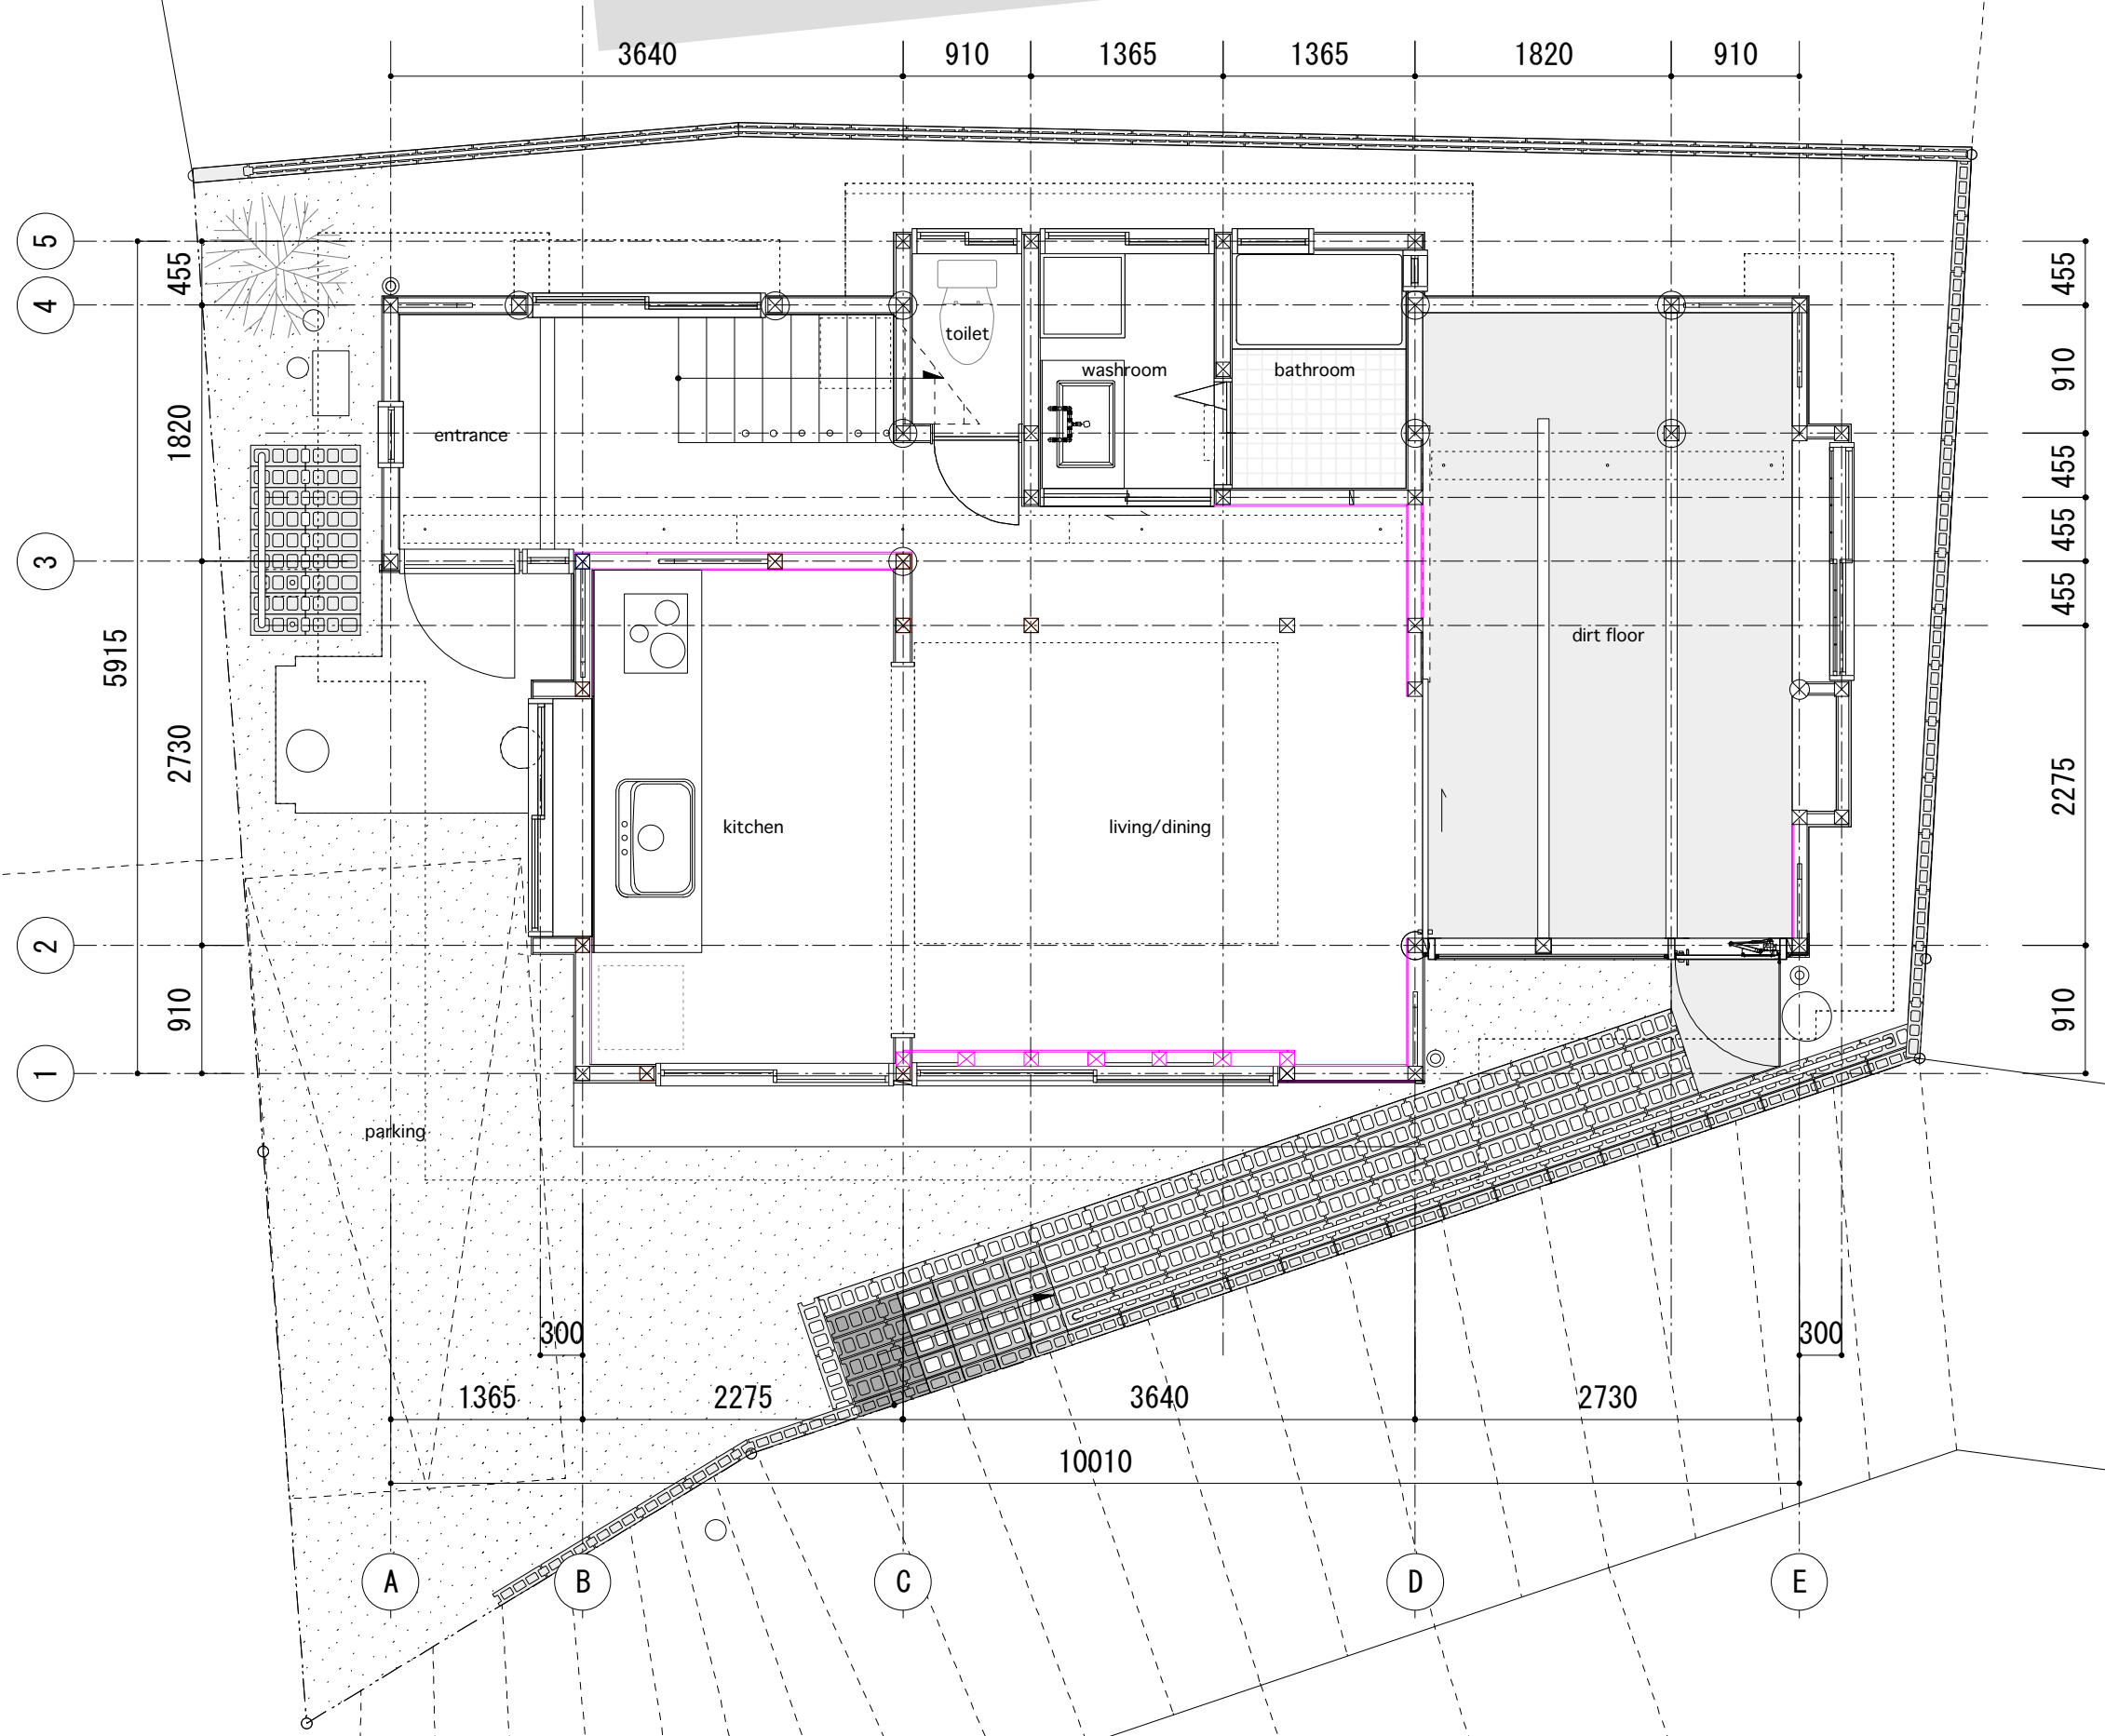 3640 910 1365 1365 1820 910
5
455
455
4
toilet
910
washroom
bathroom
1820
entrance
455
455
3
455
5915
dirt floor
2730
2275
kitchen
living/dining
2
910
910
1
parking
300
300
1365 2275 3640 2730
10010
A B C D E